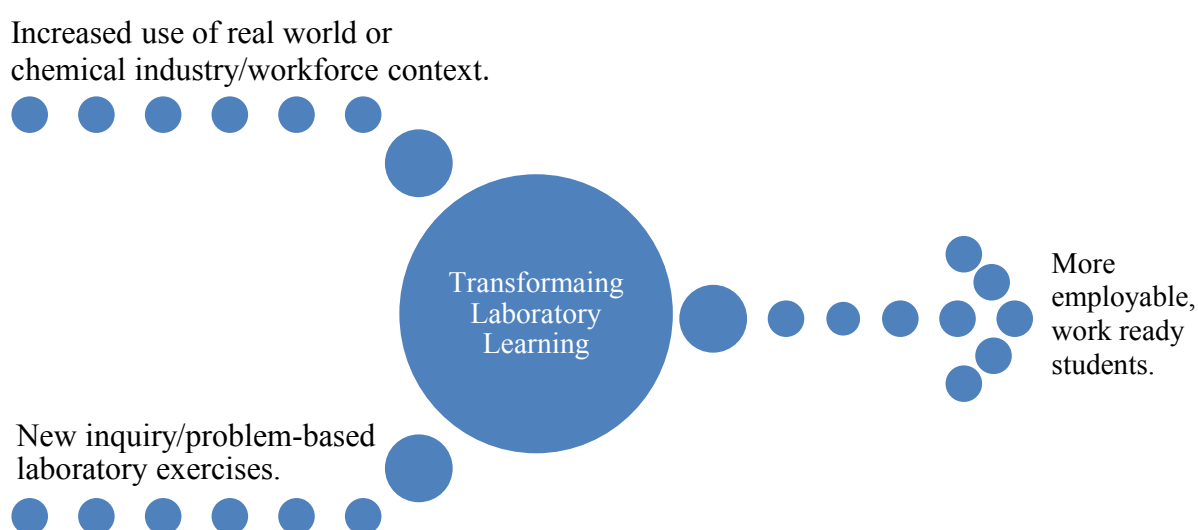 Increased use of real world or
chemical industry/workforce context.
Transformaing
Laboratory
Learning
More
employable,
work ready
students.
New inquiry/problem-based
laboratory exercises.